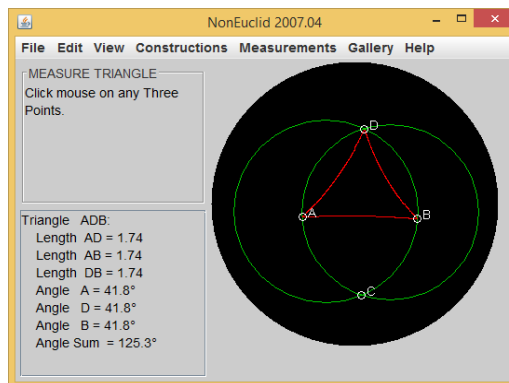 NonEuclid 2007.04
File Edit View Constructions Measurements Gallery Help
MEASURE TRIANGLE
Click mouse on any Three
Points.
D
A
B
C
Triangle ADB:
Length AD = 1.74
Length AB = 1.74
Length DB = 1.74
Angle A = 41.8°
Angle D = 41.8°
Angle B = 41.8°
Angle Sum = 125.3°